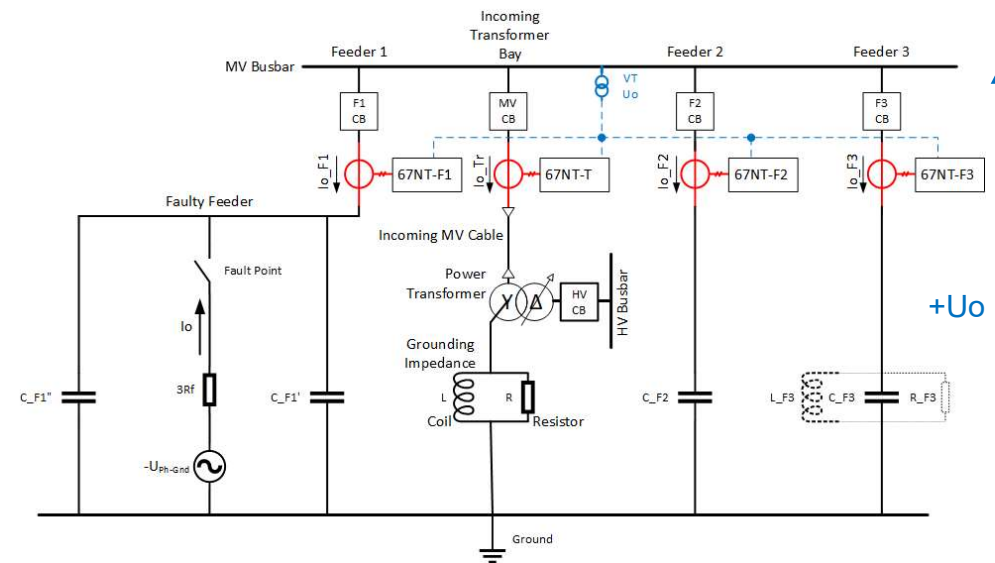 Incoming
Transformer
Bay
Feeder 1
Feeder 2
Feeder 3
MV Busbar
VT
Uo
F1
CB
MV
CB
F2
CB
F3
CB
Io_F1
67NT-F1
Io_Tr
67NT-T
Io_F2
67NT-F2
Io_F3
67NT-F3
Faulty Feeder
Incoming MV Cable
Fault Point
Power
Transformer
Y
Δ
HV
CB
HV Busbar
+Uo
Io
Grounding
Impedance
3Rf
C_F1"
C_F1'
L
R
Coil
Resistor
C_F2
L_F3
C_F3
R_F3
-UPh-Gnd
Ground